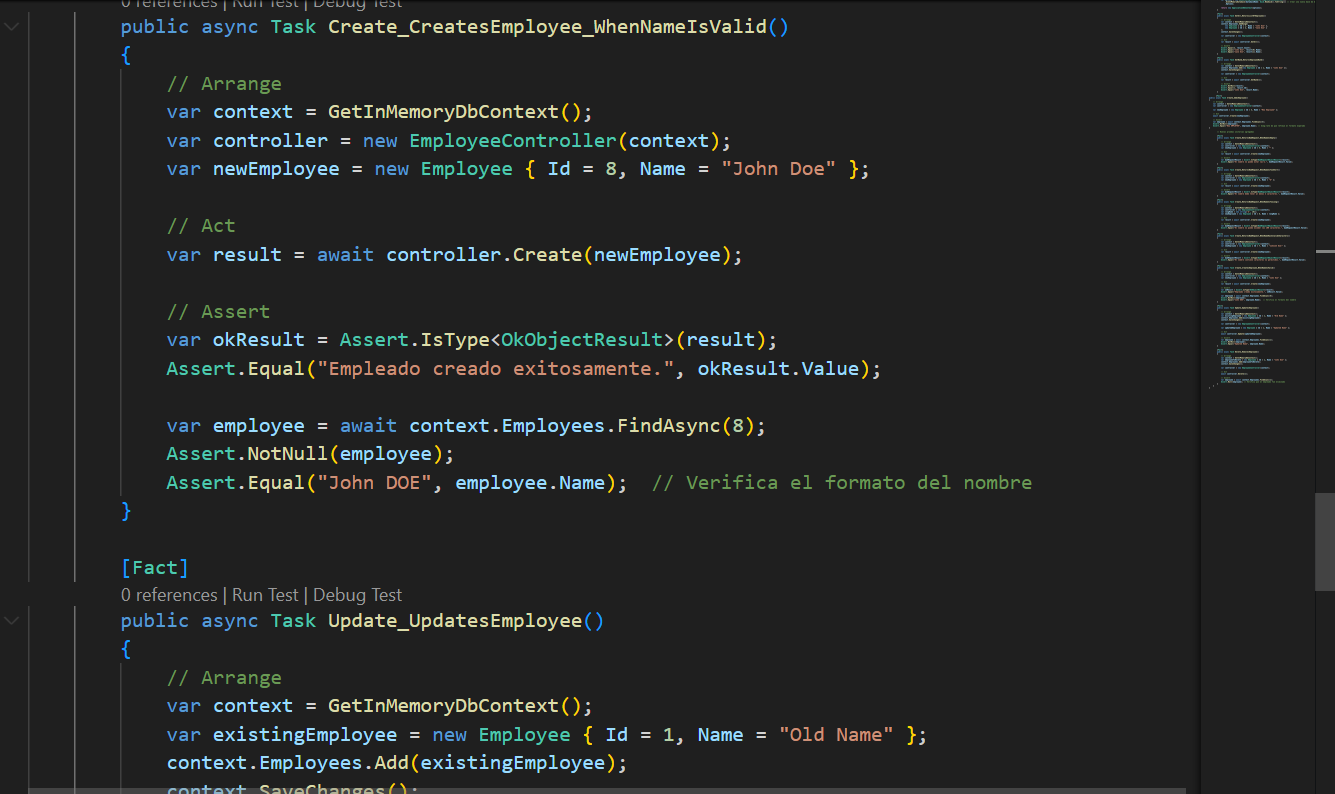 0 references | Run Test | Debug Test
public async Task Create_CreatesEmployee_WhenNameIsValid()
{
// Arrange
var context = GetInMemoryDbContext();
var controller = new EmployeeController(context);
var newEmployee = new Employee { Id = 8, Name = "John Doe" };
// Act
var result = await controller.Create(newEmployee);
// Assert
var okResult = Assert.IsType<OkObjectResult>(result);
Assert.Equal("Empleado creado exitosamente.", okResult.Value);
var employee = await context.Employees.FindAsync(8);
Assert.NotNull(employee);
Assert.Equal("John DOE", employee.Name);  // Verifica el formato del nombre
}
[Fact]
0 references | Run Test | Debug Test
public async Task Update_UpdatesEmployee()
{
// Arrange
var context = GetInMemoryDbContext();
var existingEmployee = new Employee { Id = 1, Name = "Old Name" };
context.Employees.Add(existingEmployee);
context.SaveChanges();